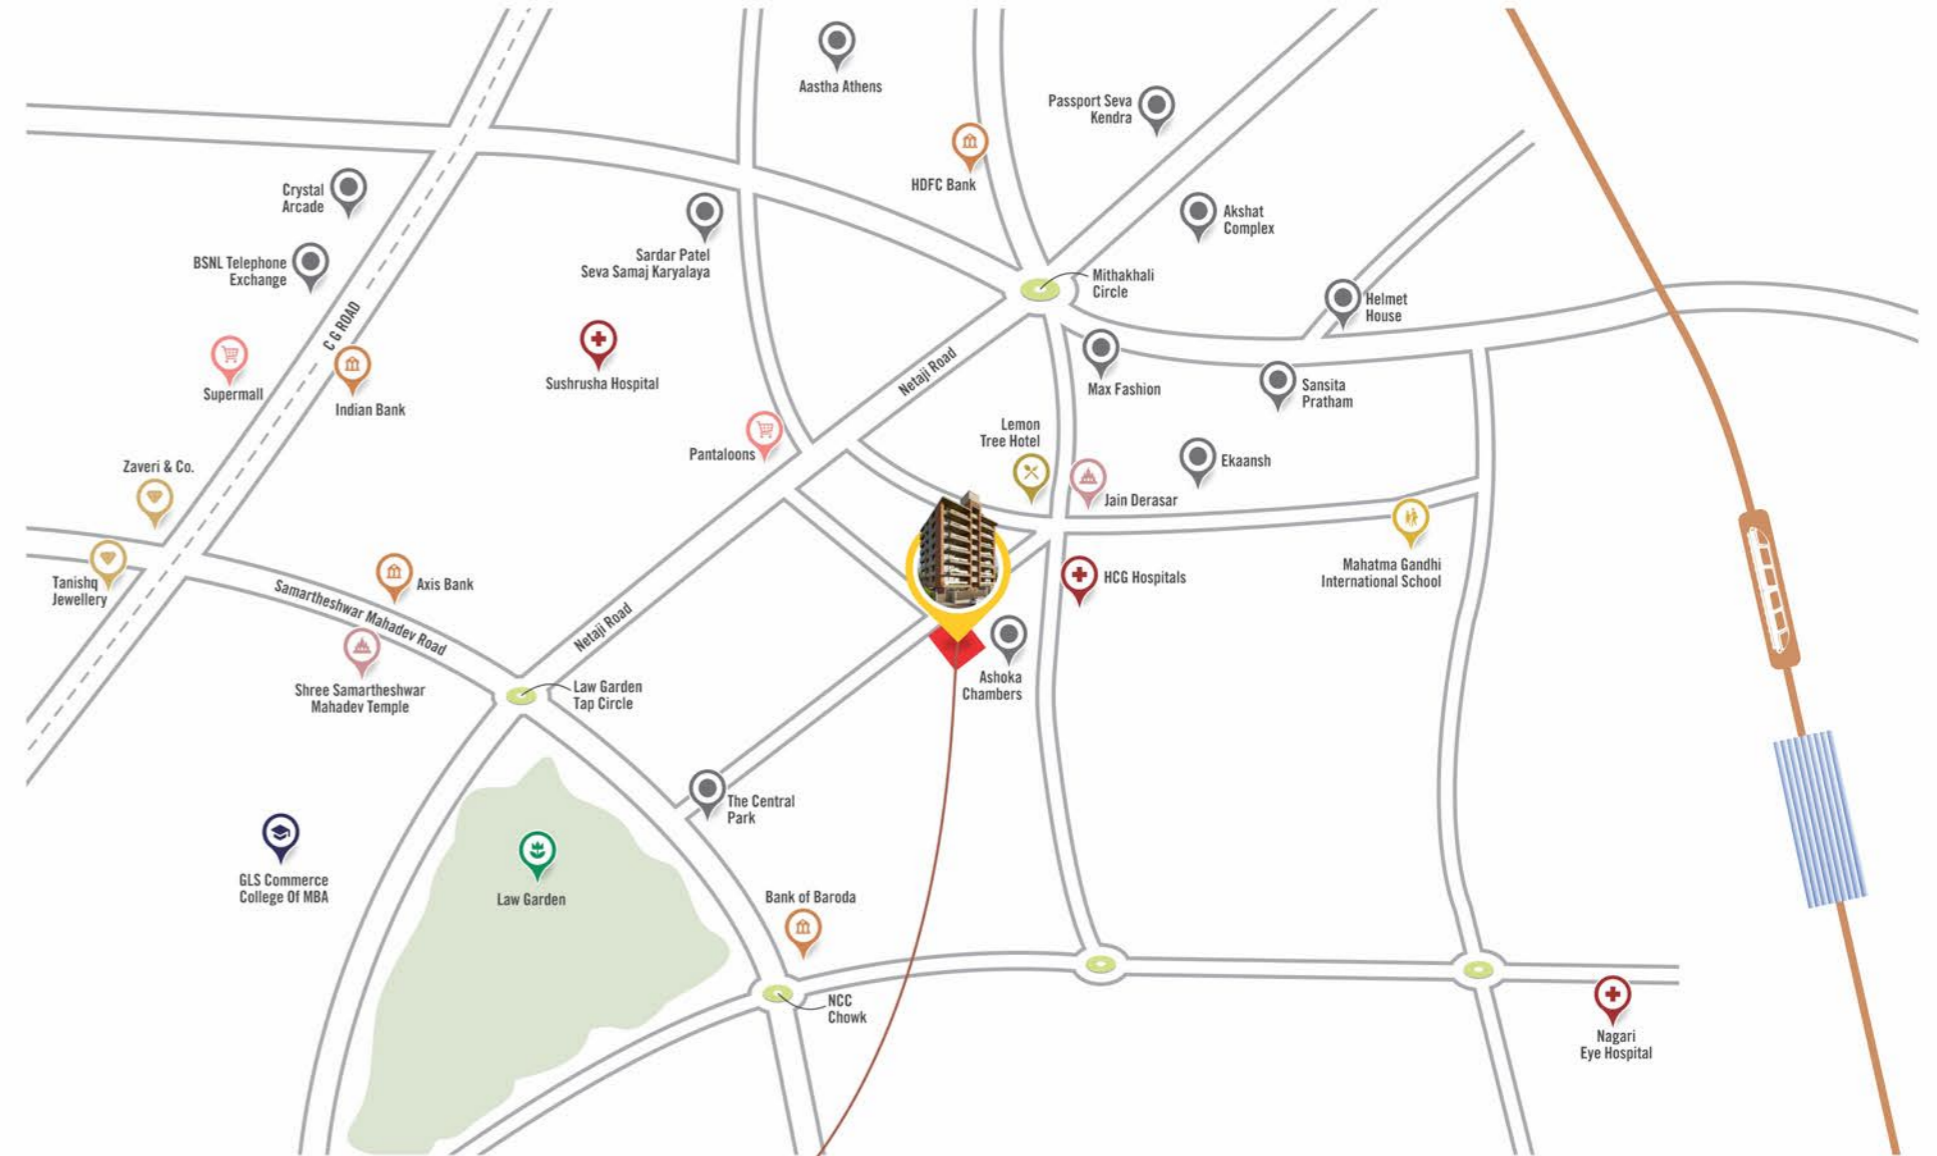 Aastha Athens
Passport Seva
Kendra
HDFC Bank
Crystal
Arcade
Akshat
Complex
Sardar Patel
Seva Samaj Karyalaya
BSNL Telephone
Exchange
Mithakhali
Circle
Helmet
House
C G ROAD
Netaji Road
Supermall
Indian Bank
Sushrusha Hospital
Max Fashion
Sansita
Pratham
Lemon
Tree Hotel
Pantaloons
Ekaansh
Zaveri & Co.
Jain Derasar
Tanishq
Jewellery
Axis Bank
Samartheshwar Mahadev Road
HCG Hospitals
Mahatma Gandhi
International School
Netaji Road
Shree Samartheshwar
Mahadev Temple
Law Garden
Tap Circle
Ashoka
Chambers
The Central
Park
GLS Commerce
College Of MBA
Law Garden
Bank of Baroda
NCC
Chowk
Nagari
Eye Hospital